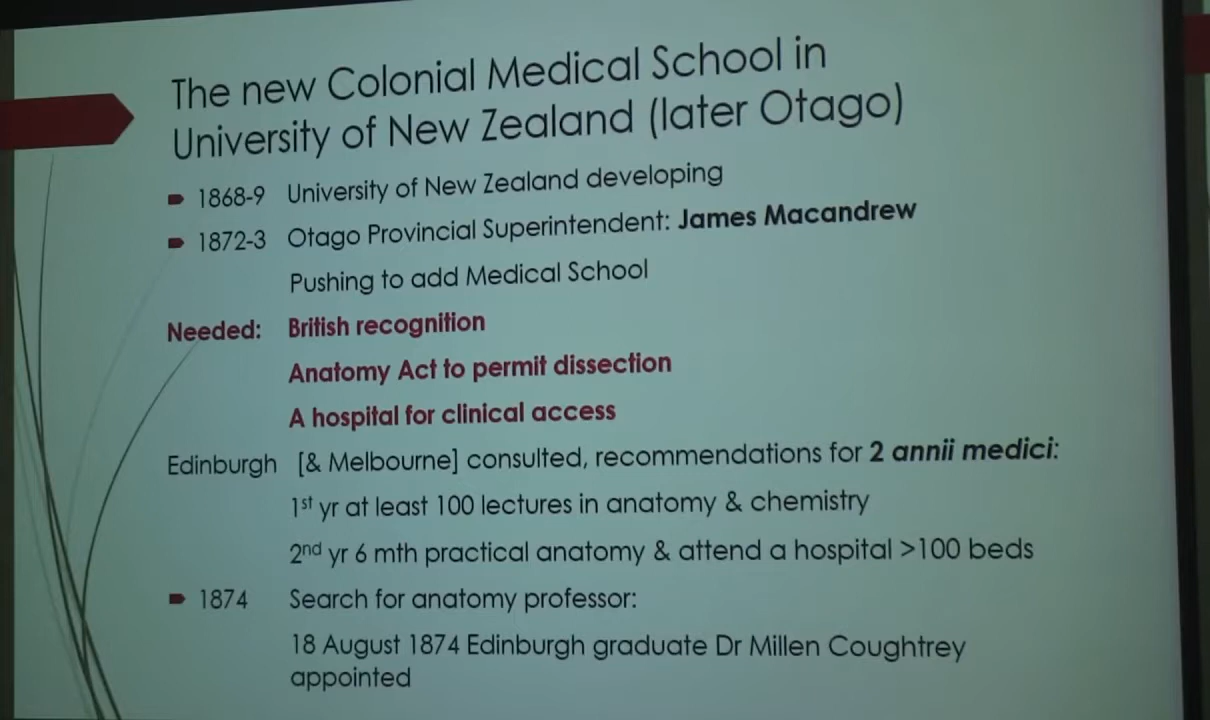 The new Colonial Medical School in
University of New Zealand (later Otago)
1868-9 University of New Zealand developing
1872-3 Otago Provincial Superintendent: James Macandrew
Pushing to add Medical School
Needed: British recognition
Anatomy Act to permit dissection
A hospital for clinical access
Edinburgh [& Melbourne] consulted, recommendations for 2 annii medici:
1st yr at least 100 lectures in anatomy & chemistry
2nd yr 6 mth practical anatomy & attend a hospital >100 beds
1874 Search for anatomy professor:
18 August 1874 Edinburgh graduate Dr Millen Coughtrey
appointed